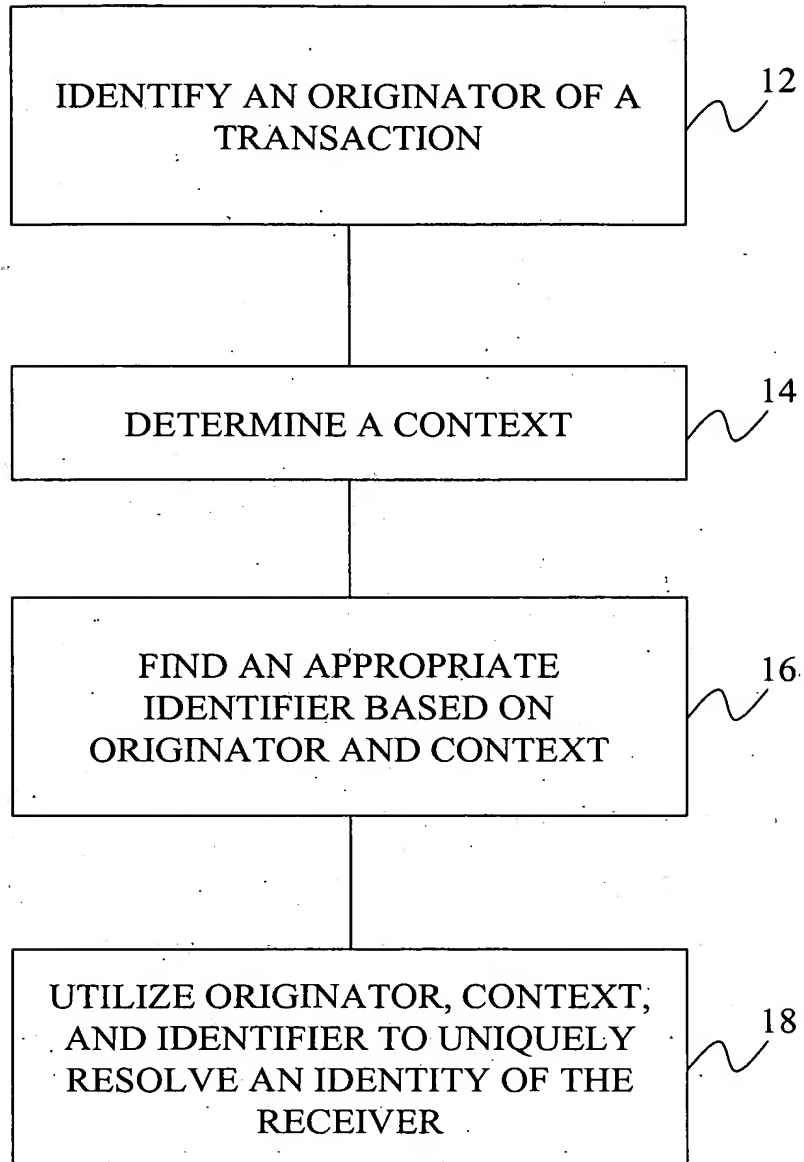 IDENTIFY AN ORIGINATOR OF A
TRANSACTION
12
DETERMINE A CONTEXT
14
FIND AN APPROPRIATE
IDENTIFIER BASED ON
ORIGINATOR AND CONTEXT
16
UTILIZE ORIGINATOR, CONTEXT,
AND IDENTIFIER TO UNIQUELY
RESOLVE AN IDENTITY OF THE
RECEIVER
18